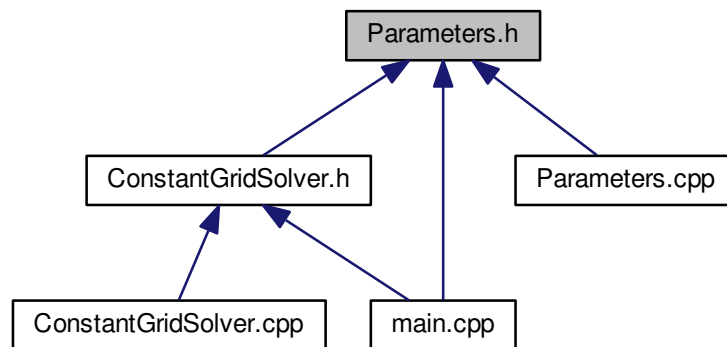 Parameters.h
ConstantGridSolver.h
Parameters.cpp
ConstantGridSolver.cpp
main.cpp